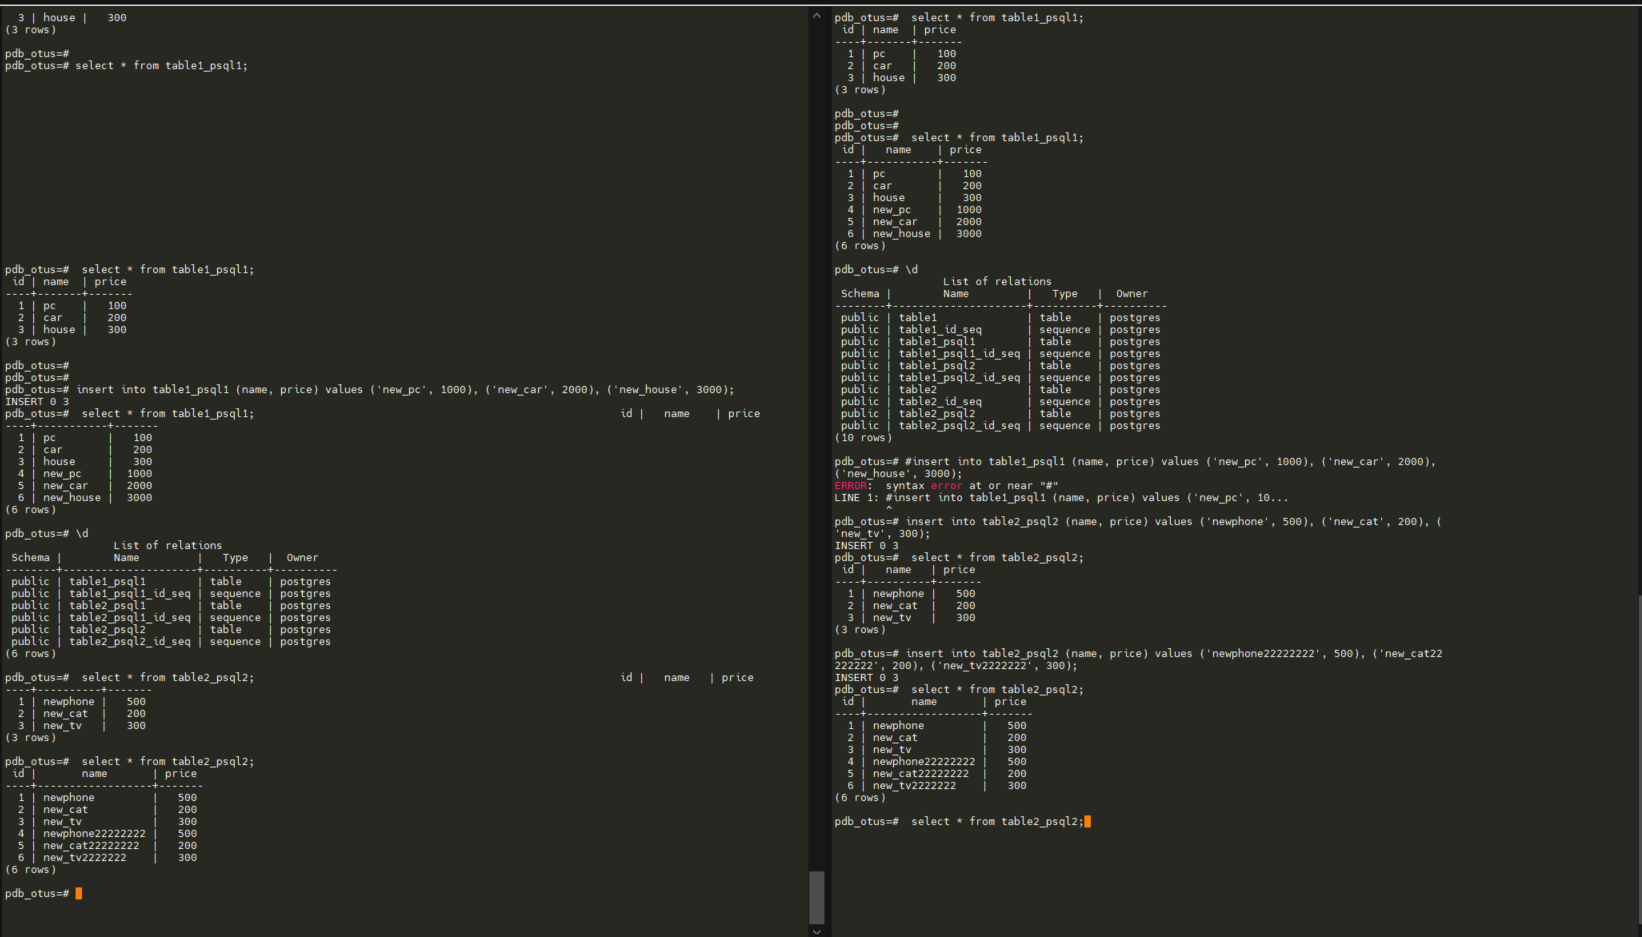 3 | house |   300
(3 rows)

pdb_otus=#
pdb_otus=# select * from table1_psql1;
pdb_otus=#  select * from table1_psql1;
 id | name  | price
----+-------+-------
  1 | pc    |   100
  2 | car   |   200
  3 | house |   300
(3 rows)

pdb_otus=#
pdb_otus=#
pdb_otus=# insert into table1_psql1 (name, price) values ('new_pc', 1000), ('new_car', 2000), ('new_house', 3000);
INSERT 0 3
pdb_otus=#  select * from table1_psql1;                                                         id |   name    | price
----+-----------+-------
  1 | pc        |   100
  2 | car       |   200
  3 | house     |   300
  4 | new_pc    |  1000
  5 | new_car   |  2000
  6 | new_house |  3000
(6 rows)

pdb_otus=# \d
                 List of relations
 Schema |        Name         |   Type   |  Owner
--------+---------------------+----------+----------
 public | table1_psql1        | table    | postgres
 public | table1_psql1_id_seq | sequence | postgres
 public | table2_psql1        | table    | postgres
 public | table2_psql1_id_seq | sequence | postgres
 public | table2_psql2        | table    | postgres
 public | table2_psql2_id_seq | sequence | postgres
(6 rows)

pdb_otus=#  select * from table2_psql2;                                                         id |   name   | price
----+----------+-------
  1 | newphone |   500
  2 | new_cat  |   200
  3 | new_tv   |   300
(3 rows)

pdb_otus=#  select * from table2_psql2;
 id |       name       | price
----+------------------+-------
  1 | newphone         |   500
  2 | new_cat          |   200
  3 | new_tv           |   300
  4 | newphone22222222 |   500
  5 | new_cat22222222  |   200
  6 | new_tv2222222    |   300
(6 rows)

pdb_otus=#
pdb_otus=#  select * from table1_psql1;
 id | name  | price
----+-------+-------
  1 | pc    |   100
  2 | car   |   200
  3 | house |   300
(3 rows)

pdb_otus=#
pdb_otus=#
pdb_otus=#  select * from table1_psql1;
 id |   name    | price
----+-----------+-------
  1 | pc        |   100
  2 | car       |   200
  3 | house     |   300
  4 | new_pc    |  1000
  5 | new_car   |  2000
  6 | new_house |  3000
(6 rows)

pdb_otus=# \d
                 List of relations
 Schema |        Name         |   Type   |  Owner
--------+---------------------+----------+----------
 public | table1              | table    | postgres
 public | table1_id_seq       | sequence | postgres
 public | table1_psql1        | table    | postgres
 public | table1_psql1_id_seq | sequence | postgres
 public | table1_psql2        | table    | postgres
 public | table1_psql2_id_seq | sequence | postgres
 public | table2              | table    | postgres
 public | table2_id_seq       | sequence | postgres
 public | table2_psql2        | table    | postgres
 public | table2_psql2_id_seq | sequence | postgres
(10 rows)

pdb_otus=# #insert into table1_psql1 (name, price) values ('new_pc', 1000), ('new_car', 2000),
('new_house', 3000);
ERROR:  syntax error at or near "#"
LINE 1: #insert into table1_psql1 (name, price) values ('new_pc', 10...
        ^
pdb_otus=# insert into table2_psql2 (name, price) values ('newphone', 500), ('new_cat', 200), (
'new_tv', 300);
INSERT 0 3
pdb_otus=#  select * from table2_psql2;
 id |   name   | price
----+----------+-------
  1 | newphone |   500
  2 | new_cat  |   200
  3 | new_tv   |   300
(3 rows)

pdb_otus=# insert into table2_psql2 (name, price) values ('newphone22222222', 500), ('new_cat22
222222', 200), ('new_tv2222222', 300);
INSERT 0 3
pdb_otus=#  select * from table2_psql2;
 id |       name       | price
----+------------------+-------
  1 | newphone         |   500
  2 | new_cat          |   200
  3 | new_tv           |   300
  4 | newphone22222222 |   500
  5 | new_cat22222222  |   200
  6 | new_tv2222222    |   300
(6 rows)

pdb_otus=#  select * from table2_psql2;